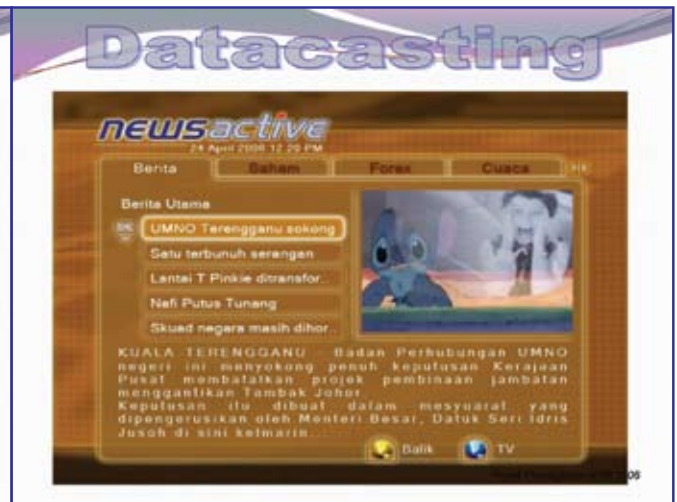 Datacasting
newsactive
24 April 2006 12.20 PM
Berita Saham Forex Cuaca
Berita Utama
UMNO Terengganu sokong
Satu terbunuh serangan
Lantai T Pinkie ditransfor..
Nafi Putus Tunang
Skuad negara masih dihor..
KUALA TERENGGANU Badan Perhubungan UMNO
negeri ini menyokong penuh keputusan Kerajaan
Pusat membatalkan projek pembinaan jambatan
menggantikan Tambak Johor.
Keputusan itu dibuat dalam mesyuarat yang
dipengerusikan oleh Menteri Besar, Datuk Seri Idris
Jusoh di sini kelmarin
Balik TV